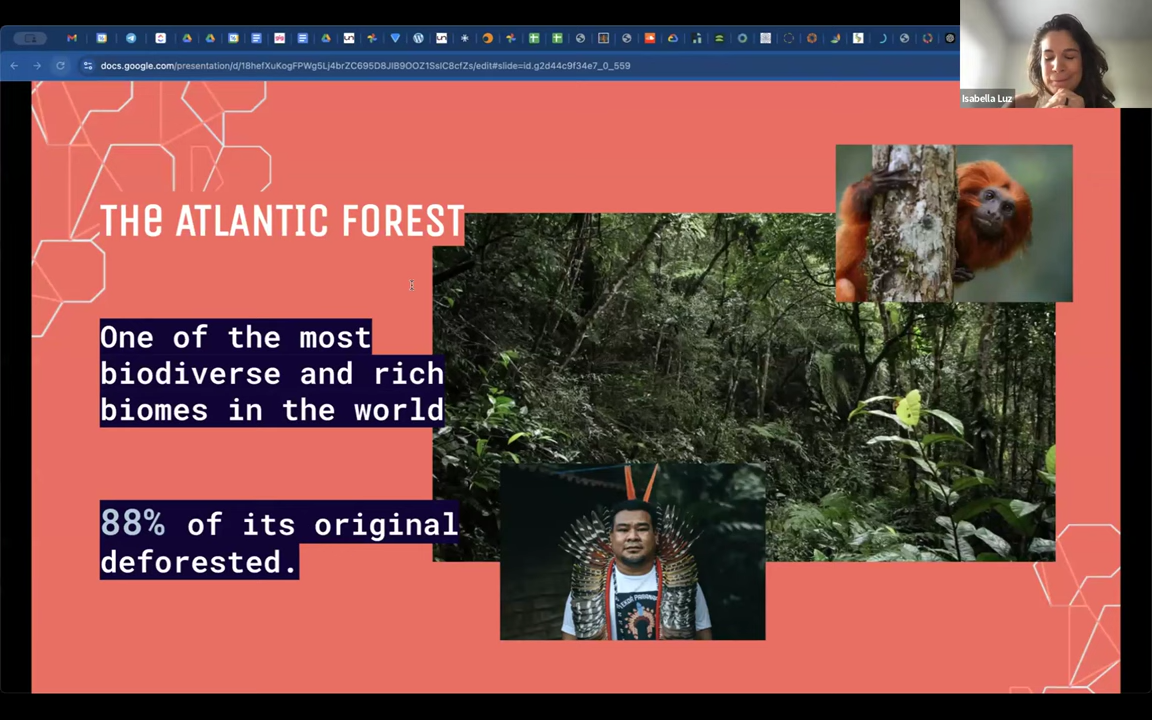 docs.google.com/presentation/d/18hefXuKogFPWg5Lj4brZC695D8JIB9OOZ1SsIC8cfZs/edit#slide=id.g2d44c9f34e7_0_559
Isabella Luz
THe ATLANTIC FOREST
One of the most
biodiverse and rich
biomes in the world
88% of its original
deforested.